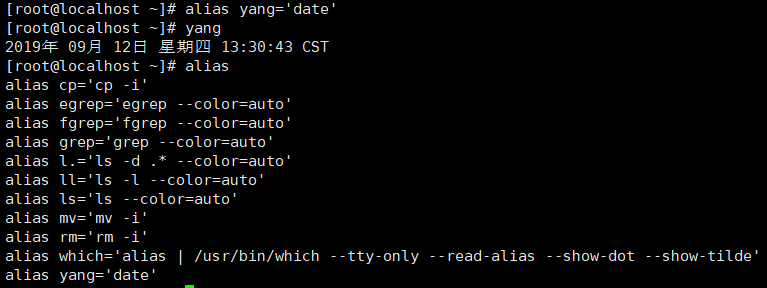 [root@localhost ~]# alias yang='date'
[root@localhost ~]# yang
2019年 09月 12日 星期四 13:30:43 CST
[root@localhost ~]# alias
alias cp='cp -i'
alias egrep='egrep --color=auto'
alias fgrep='fgrep --color=auto'
alias grep='grep --color=auto'
alias l.='ls -d .* --color=auto'
alias ll='ls -l --color=auto'
alias ls='ls --color=auto'
alias mv='mv -i'
alias rm='rm -i'
alias which='alias | /usr/bin/which --tty-only --read-alias --show-dot --show-tilde'
alias yang='date'